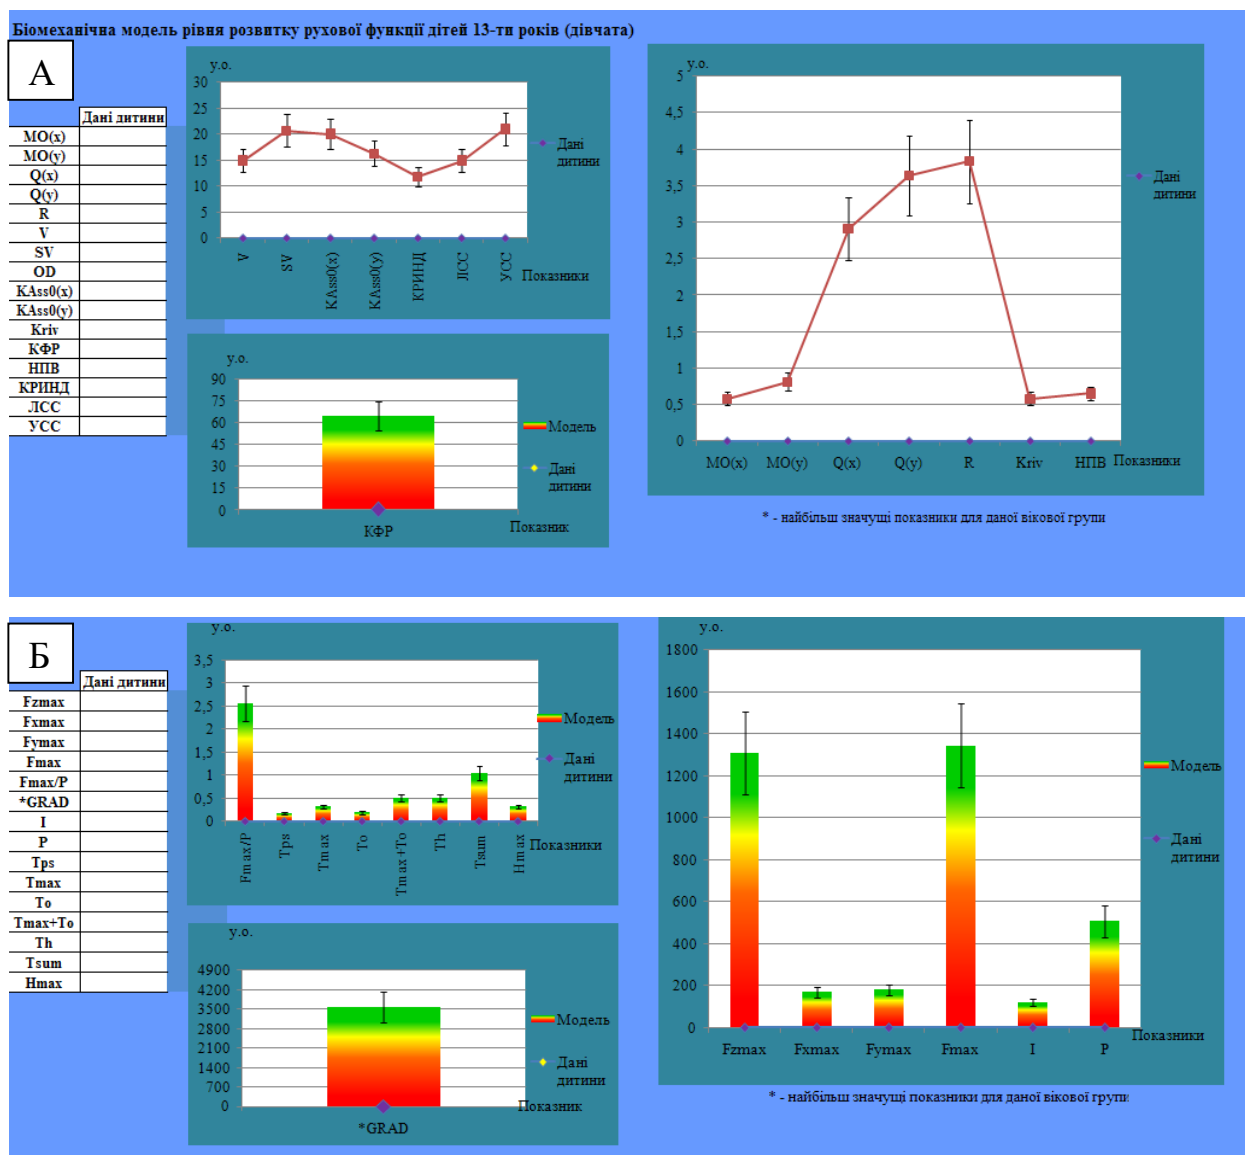 Біомеханічна модель рівня розвитку рухової функції дітей 13-ти років (дівчата)
А
Дані дитини
МО(х)
МО(у)
Q(x)
Q(y)
R
V
SV
OD
KAss0(x)
KAss0(y)
Kriv
КФР
НПВ
КРИНД
ЛСС
УСС
у.о.
30
25
20
15
10
5
0
V
SV
KAss0(x)
KAss0(y)
КРИНД
ЛСС
УСС
Показники
Дані
дитини
у.о.
90
75
60
45
30
15
0
КФР
Показник
Модель
Дані
дитини
у.о.
5
4,5
4
3,5
3
2,5
2
1,5
1
0,5
0
МО(х)
МО(у)
Q(x)
Q(y)
R
Kriv
НПВ
Показники
Дані
дитини
* - найбільш значущі показники для даної вікової групи
Б
Дані дитини
Fzmax
Fxmax
Fymax
Fmax
Fmax/P
*GRAD
I
P
Tps
Tmax
To
Tmax+To
Th
Tsum
Hmax
у.о.
3,5
3
2,5
2
1,5
1
0,5
0
Fmax/P
Tps
Tmax
To
Tmax+To
Th
Tsum
Hmax
Показники
Модель
Дані
дитини
у.о.
4900
4200
3500
2800
2100
1400
700
0
*GRAD
Показник
Модель
Дані
дитини
у.о.
1800
1600
1400
1200
1000
800
600
400
200
0
Fzmax
Fxmax
Fymax
Fmax
I
P
Показники
Модель
Дані
дитини
* - найбільш значущі показники для даної вікової групи